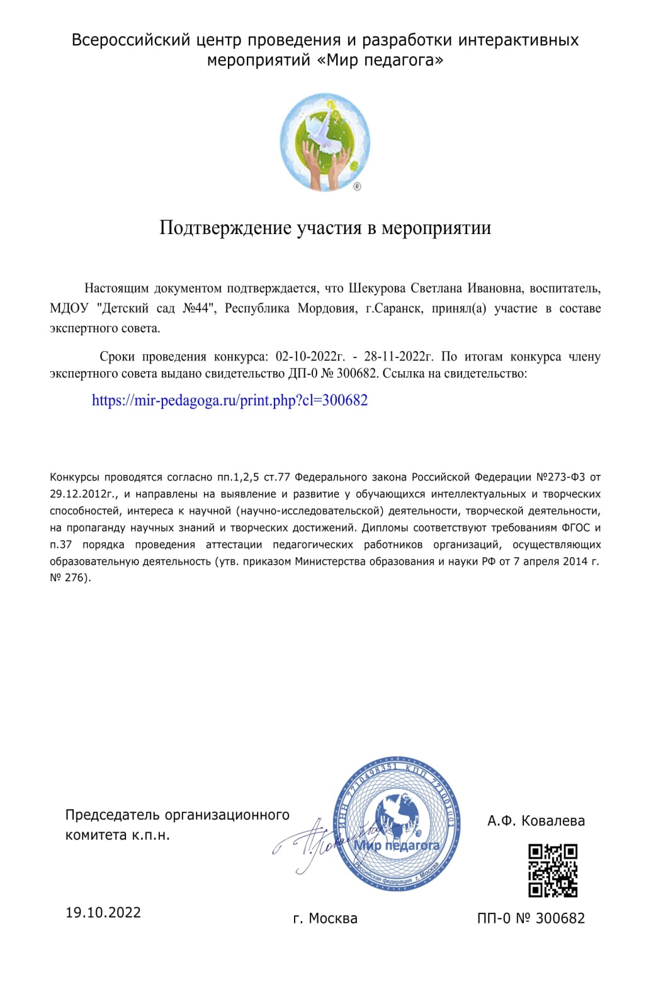 Всероссийский центр проведения и разработки интерактивных
мероприятий «Мир педагога»
®
Подтверждение участия в мероприятии
Настоящим документом подтверждается, что Шекурова Светлана Ивановна, воспитатель,
МДОУ "Детский сад №44", Республика Мордовия, г.Саранск, принял(а) участие в составе
экспертного совета.
Сроки проведения конкурса: 02-10-2022г. - 28-11-2022г. По итогам конкурса члену
экспертного совета выдано свидетельство ДП-0 № 300682. Ссылка на свидетельство:
https://mir-pedagoga.ru/print.php?cl=300682
Конкурсы проводятся согласно пп.1,2,5 ст.77 Федерального закона Российской Федерации №273-ФЗ от
29.12.2012г., и направлены на выявление и развитие у обучающихся интеллектуальных и творческих
способностей, интереса к научной (научно-исследовательской) деятельности, творческой деятельности,
на пропаганду научных знаний и творческих достижений. Дипломы соответствуют требованиям ФГОС и
п.37 порядка проведения аттестации педагогических работников организаций, осуществляющих
образовательную деятельность (утв. приказом Министерства образования и науки РФ от 7 апреля 2014 г.
№ 276).
Председатель организационного
комитета к.п.н.
ИНН 7710498351 КПП 771001001
Мир педагога
Российская федерация г. Москва
А.Ф. Ковалева
19.10.2022
г. Москва
ПП-0 № 300682